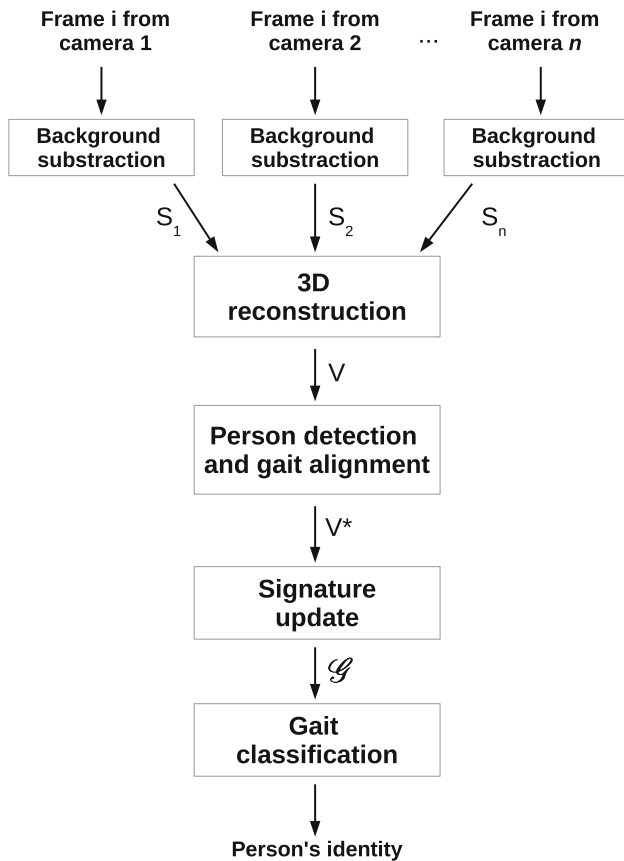 Frame i from
camera 1
Frame i from
camera 2
...
Frame i from
camera n
Background
substraction
Background
substraction
Background
substraction
S1
S2
Sn
3D
reconstruction
V
Person detection
and gait alignment
V*
Signature
update
𝒢
Gait
classification
Person's identity